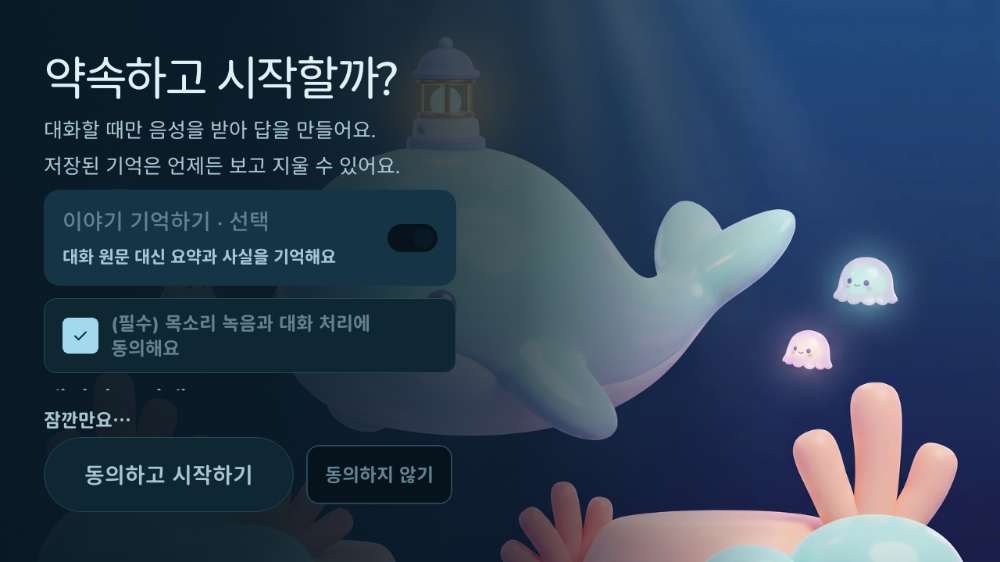 약속하고 시작할까?
대화할 때만 음성을 받아 답을 만들어요.
저장된 기억은 언제든 보고 지울 수 있어요.
이야기 기억하기 · 선택
대화 원문 대신 요약과 사실을 기억해요
(필수) 목소리 녹음과 대화 처리에
동의해요
잠깐만요…
동의하고 시작하기
동의하지 않기